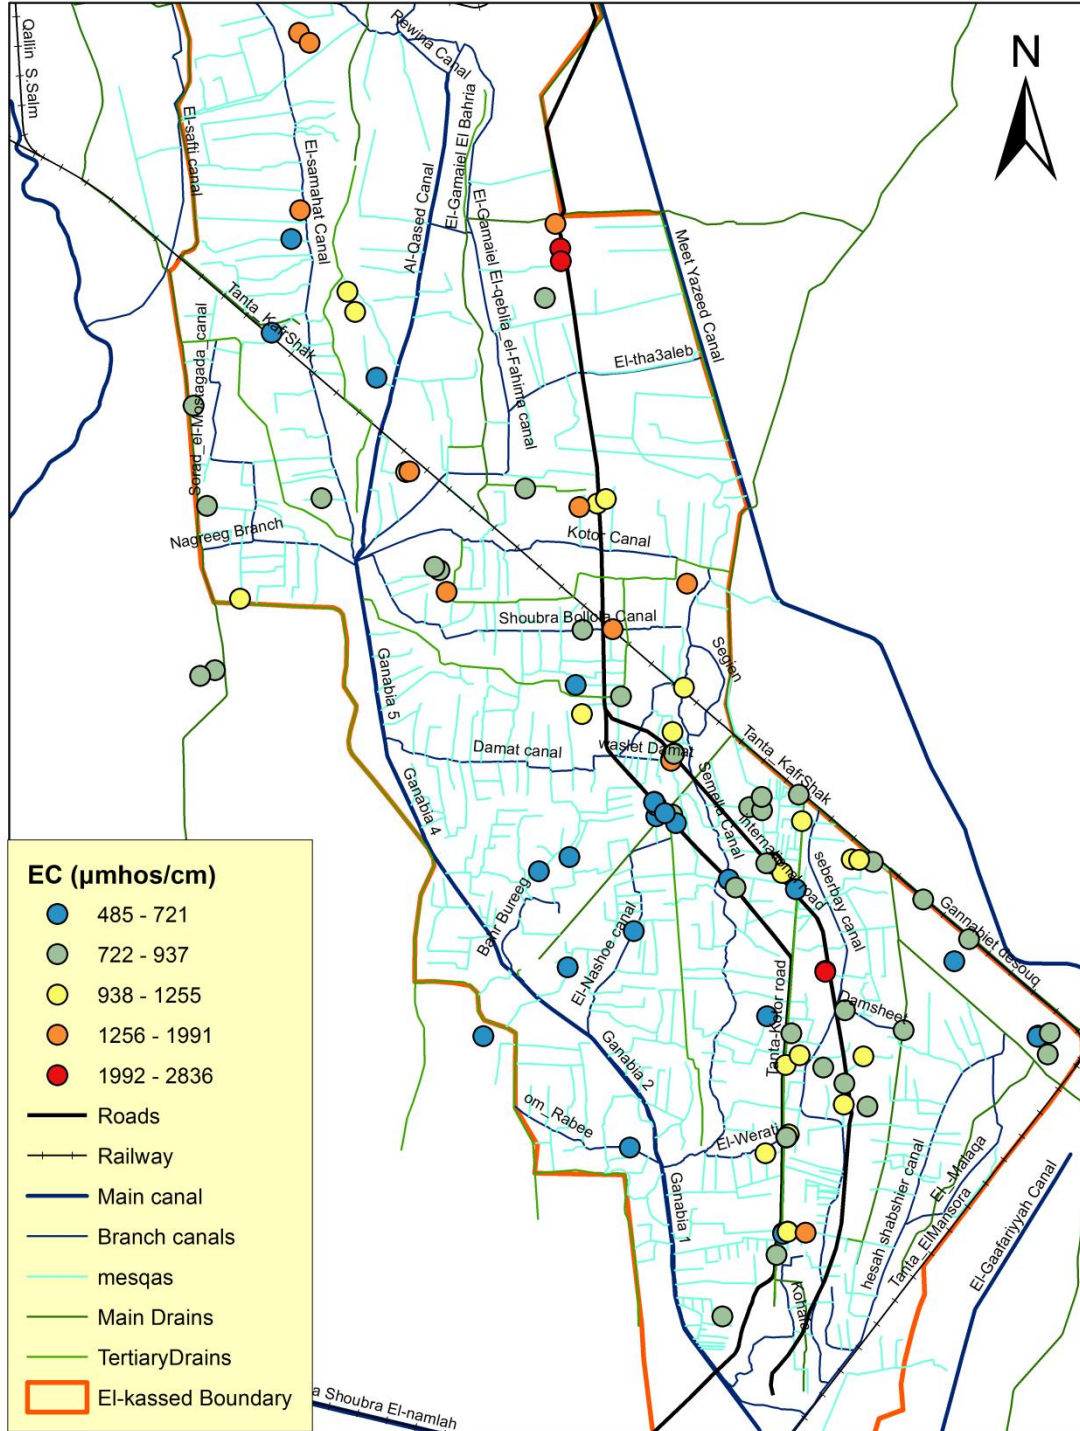 Qallin S.Salm
Rewina Canal
N
El-safti canal
El-samahat Canal
El-Gamaiel El Bahria
Al-Qased Canal
El-Gamaiel El-qeblia_el-Fahima canal
Meet Yazeed Canal
Tanta_KafrShak
El-tha3aleb
Sorad_el-Mostagada_canal
Nagreeg Branch
Kotor Canal
Shoubra Bollola Canal
Segien
Ganabia 5
Damat canal
waslet Damat
Tanta_KafrShak
Ganabia 4
Semella Canal
International road
seberbay canal
Bahr Bureeg
El-Nashoe canal
Gannabiet desouq
Tanta-Kotor road
Damsheet
Ganabia 2
om_Rabee
El-Werati
Ganabia 1
hesah shabshier canal
El_-Malaqa
Tanta_ElMansora
El-Gaafariyyah Canal
EC (µmhos/cm)
485 - 721
722 - 937
938 - 1255
1256 - 1991
1992 - 2836
Roads
Railway
Main canal
Branch canals
mesqas
Main Drains
TertiaryDrains
El-kassed Boundary
a Shoubra El-namlah